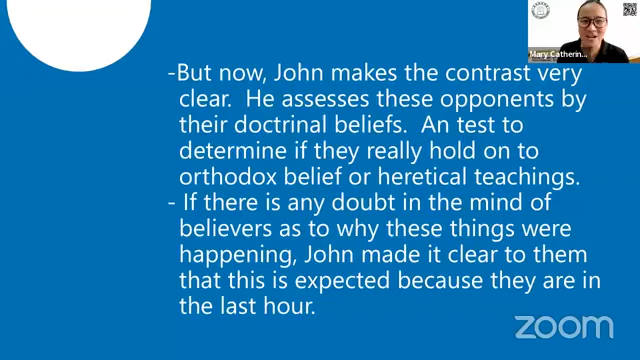 Mary Catherin...
-But now, John makes the contrast very
clear. He assesses these opponents by
their doctrinal beliefs. An test to
determine if they really hold on to
orthodox belief or heretical teachings.
- If there is any doubt in the mind of
believers as to why these things were
happening, John made it clear to them
that this is expected because they are in
the last hour.
zoom